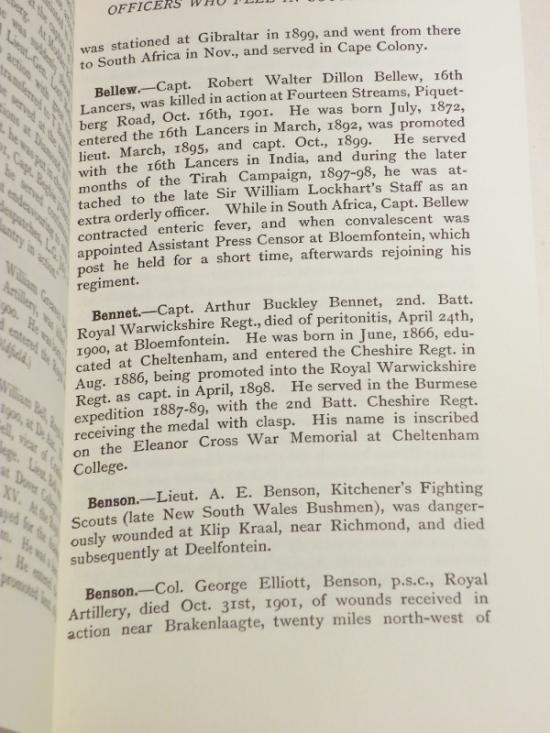 OFFICERS WHO FELL IN
was stationed at Gibraltar in 1899, and went from there
to South Africa in Nov., and served in Cape Colony.
Bellew.—Capt. Robert Walter Dillon Bellew, 16th
Lancers, was killed in action at Fourteen Streams, Piquet-
berg Road, Oct. 16th, 1901. He was born July, 1872,
entered the 16th Lancers in March, 1892, was promoted
lieut. March, 1895, and capt. Oct., 1899. He served
with the 16th Lancers in India, and during the later
months of the Tirah Campaign, 1897-98, he was at-
tached to the late Sir William Lockhart's Staff as an
extra orderly officer. While in South Africa, Capt. Bellew
contracted enteric fever, and when convalescent was
appointed Assistant Press Censor at Bloemfontein, which
post he held for a short time, afterwards rejoining his
regiment.
Bennet.—Capt. Arthur Buckley Bennet, 2nd. Batt.
Royal Warwickshire Regt., died of peritonitis, April 24th,
1900, at Bloemfontein. He was born in June, 1866, edu-
cated at Cheltenham, and entered the Cheshire Regt. in
Aug. 1886, being promoted into the Royal Warwickshire
Regt. as capt. in April, 1898. He served in the Burmese
expedition 1887-89, with the 2nd Batt. Cheshire Regt.
receiving the medal with clasp. His name is inscribed
on the Eleanor Cross War Memorial at Cheltenham
College.
Benson.—Lieut. A. E. Benson, Kitchener's Fighting
Scouts (late New South Wales Bushmen), was danger-
ously wounded at Klip Kraal, near Richmond, and died
subsequently at Deelfontein.
Benson.—Col. George Elliott, Benson, p.s.c., Royal
Artillery, died Oct. 31st, 1901, of wounds received in
action near Brakenlaagte, twenty miles north-west of